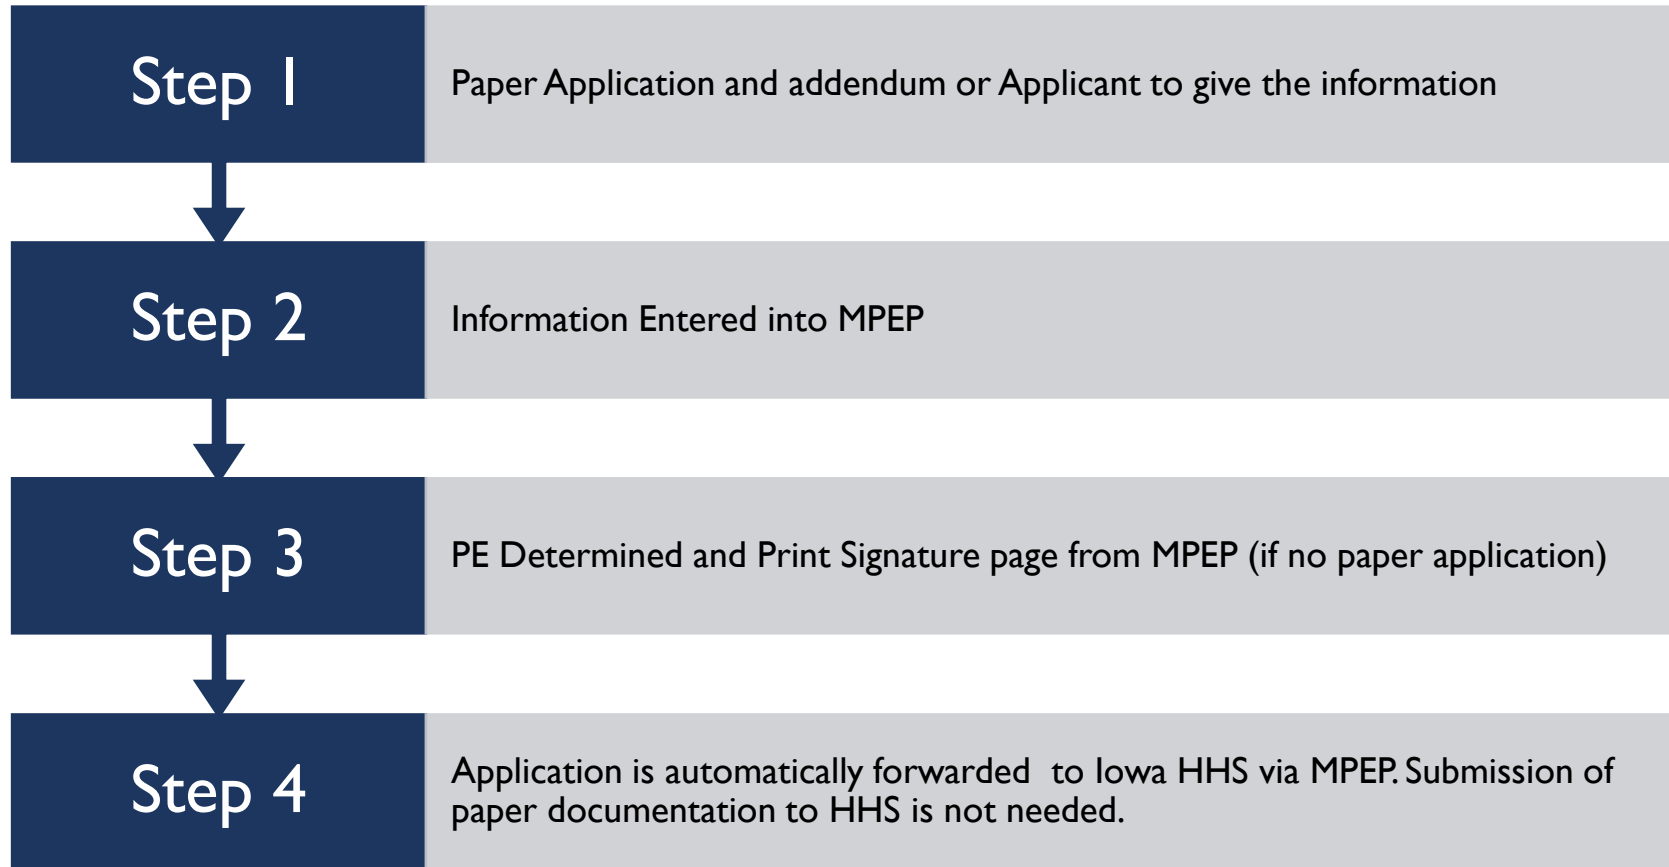 Step 1
Paper Application and addendum or Applicant to give the information
Step 2
Information Entered into MPEP
Step 3
PE Determined and Print Signature page from MPEP (if no paper application)
Step 4
Application is automatically forwarded  to Iowa HHS via MPEP. Submission of
paper documentation to HHS is not needed.